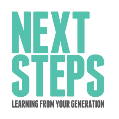 NEXT
STEPS
LEARNING FROM YOUR GENERATION